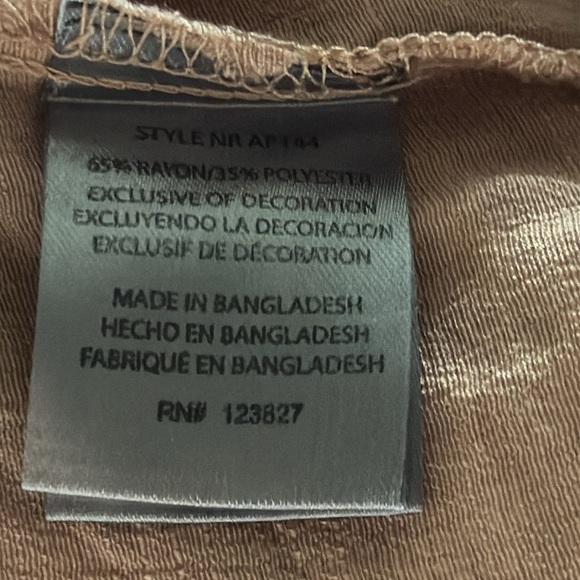 STYLE NR AP144
65% RAYON/35% POLYESTER
EXCLUSIVE OF DECORATION
EXCLUYENDO LA DECORACION
EXCLUSIF DE DÉCORATION
MADE IN BANGLADESH
HECHO EN BANGLADESH
FABRIQUÉ EN BANGLADESH
RN# 123827